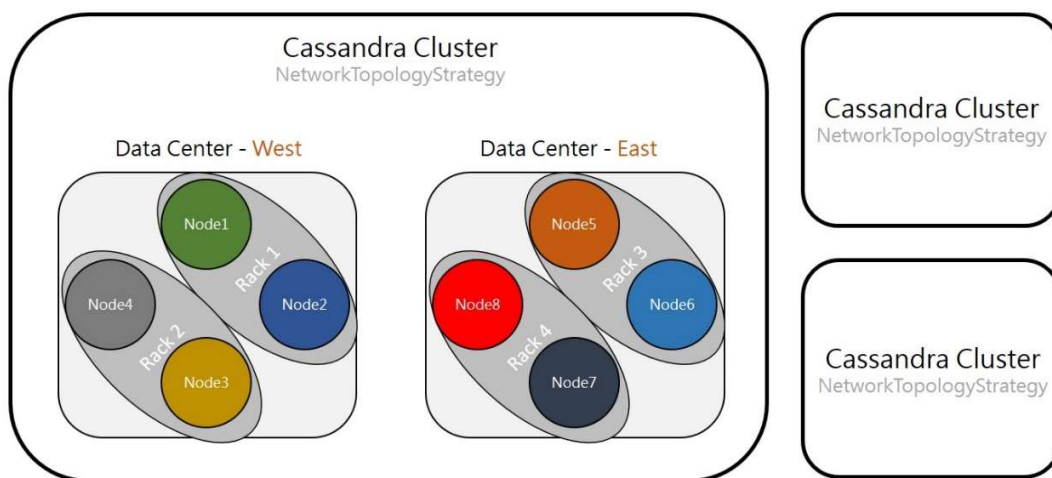 Cassandra Cluster
NetworkTopologyStrategy
Data Center - West
Node1
Node2
Rack 1
Node4
Node3
Rack 2
Data Center - East
Node5
Node6
Rack 3
Node8
Node7
Rack 4
Cassandra Cluster
NetworkTopologyStrategy
Cassandra Cluster
NetworkTopologyStrategy